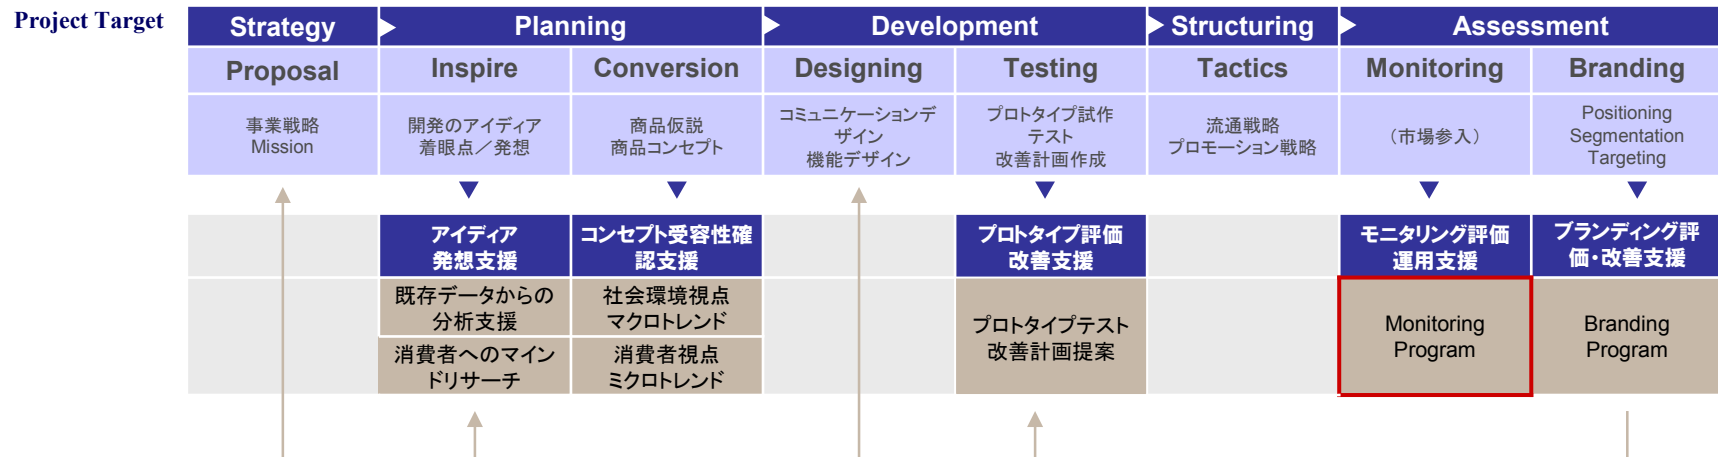 Project Target
Strategy
Planning
Development
Structuring
Assessment
Proposal
Inspire
Conversion
Designing
Testing
Tactics
Monitoring
Branding
事業戦略
Mission
開発のアイディア
着眼点／発想
商品仮説
商品コンセプト
コミュニケーションデ
ザイン
機能デザイン
プロトタイプ試作
テスト
改善計画作成
流通戦略
プロモーション戦略
（市場参入）
Positioning
Segmentation
Targeting
アイディア
発想支援
コンセプト受容性確
認支援
プロトタイプ評価
改善支援
モニタリング評価
運用支援
ブランディング評
価・改善支援
既存データからの
分析支援
社会環境視点
マクロトレンド
消費者へのマイン
ドリサーチ
消費者視点
ミクロトレンド
プロトタイプテスト
改善計画提案
Monitoring
Program
Branding
Program